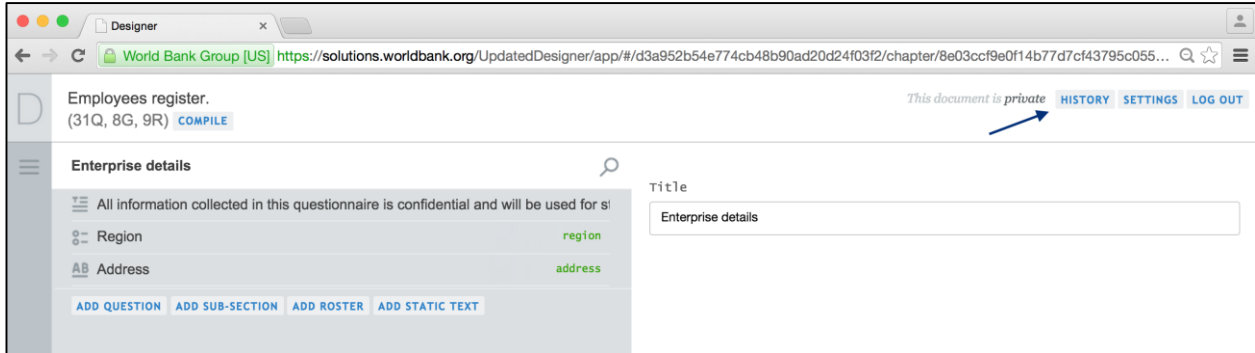 Designer
World Bank Group [US] https://solutions.worldbank.org/UpdatedDesigner/app/#/d3a952b54e774cb48b90ad20d24f03f2/chapter/8e03ccf9e0f14b77d7cf43795c055...
D
Employees register.
(31Q, 8G, 9R) COMPILE
This document is private HISTORY SETTINGS LOG OUT
Enterprise details
All information collected in this questionnaire is confidential and will be used for st
Region region
AB Address address
ADD QUESTION ADD SUB-SECTION ADD ROSTER ADD STATIC TEXT
Title
Enterprise details